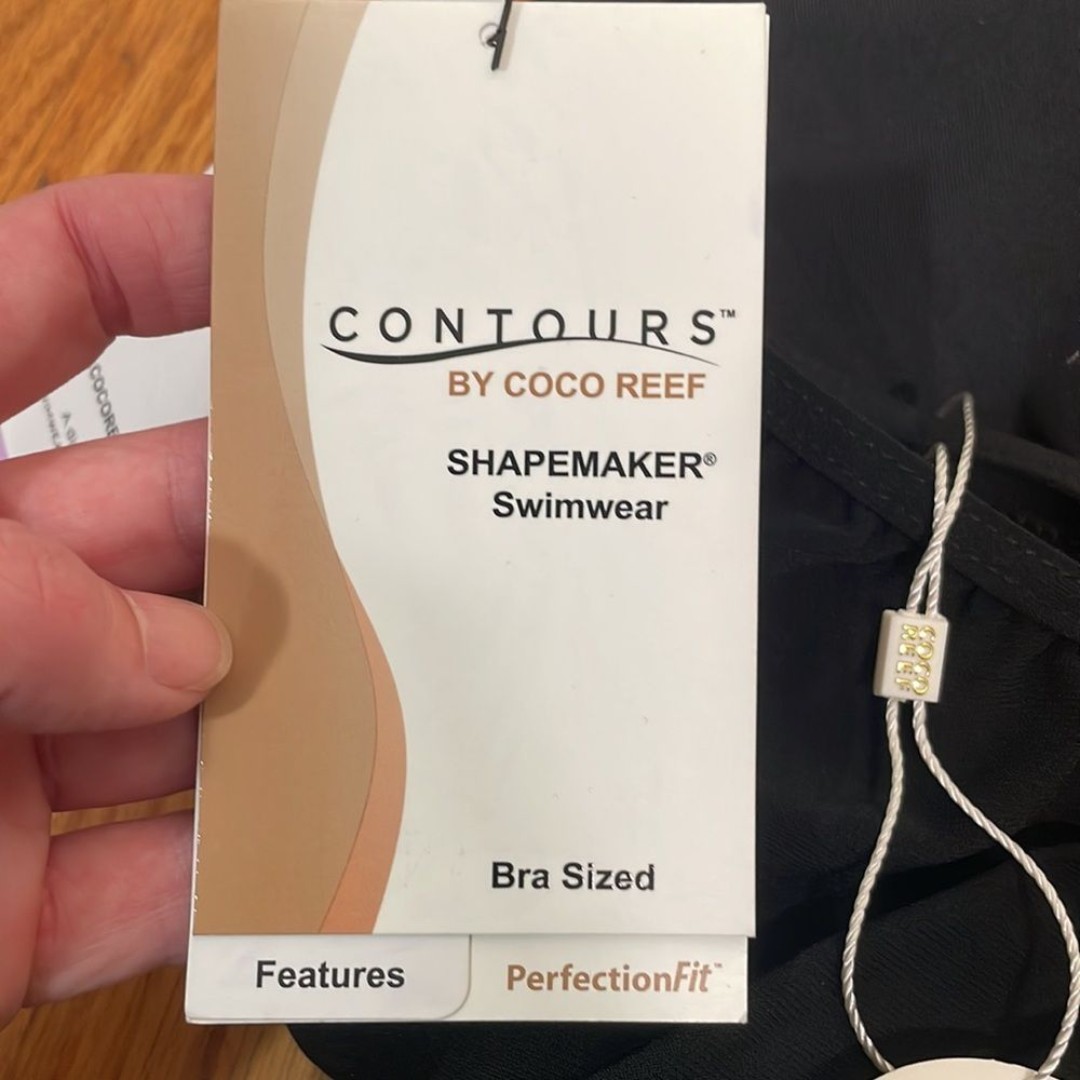 CONTOURS™
BY COCO REEF
SHAPEMAKER®
Swimwear
Bra Sized
Features
PerfectionFit™
COCO
REEF